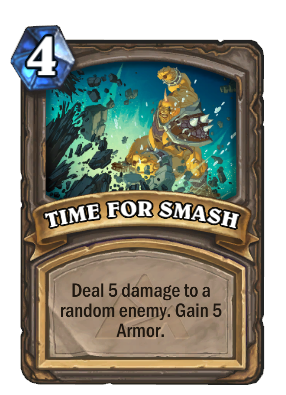 4
TIME FOR SMASH
Deal 5 damage to a
random enemy. Gain 5
Armor.